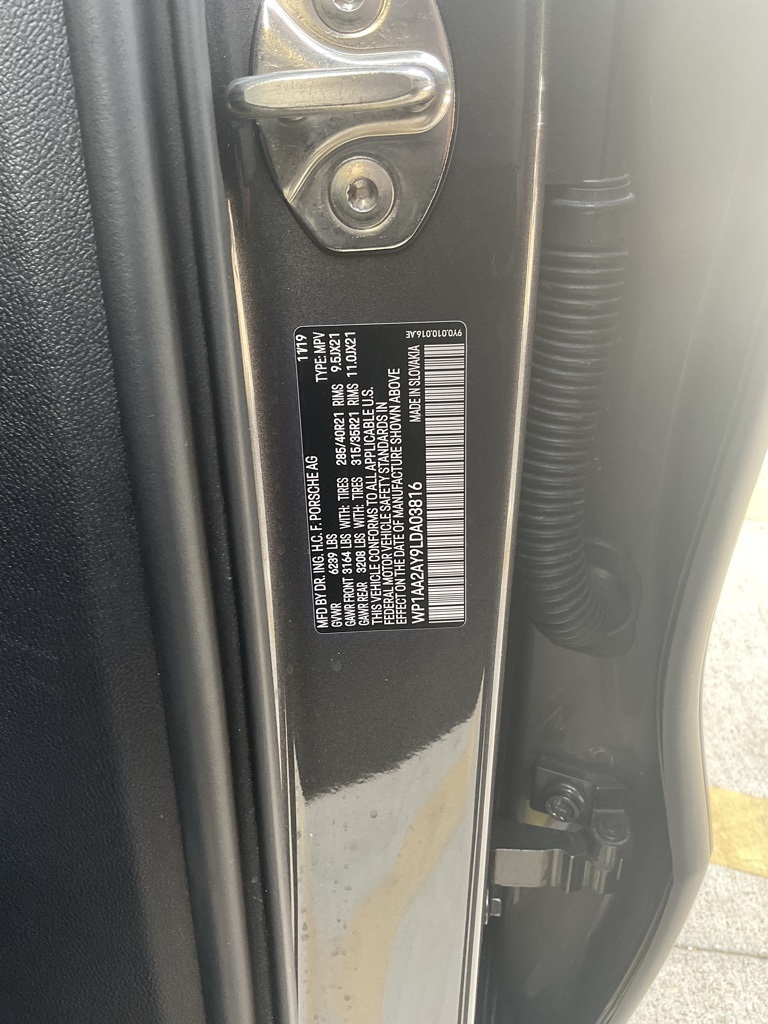 MFD BY DR. ING. H.C. F. PORSCHE AG 11/19
GVWR 6239 LBS TYPE: MPV
GAWR FRONT 3164 LBS WITH: TIRES 285/40R21 RIMS 9.5JX21
GAWR REAR 3208 LBS WITH: TIRES 315/35R21 RIMS 11.0JX21
THIS VEHICLE CONFORMS TO ALL APPLICABLE U.S.
FEDERAL MOTOR VEHICLE SAFETY STANDARDS IN
EFFECT ON THE DATE OF MANUFACTURE SHOWN ABOVE
WP1AA2AY9LDA03816 MADE IN SLOVAKIA
9Y0.010.016.AE